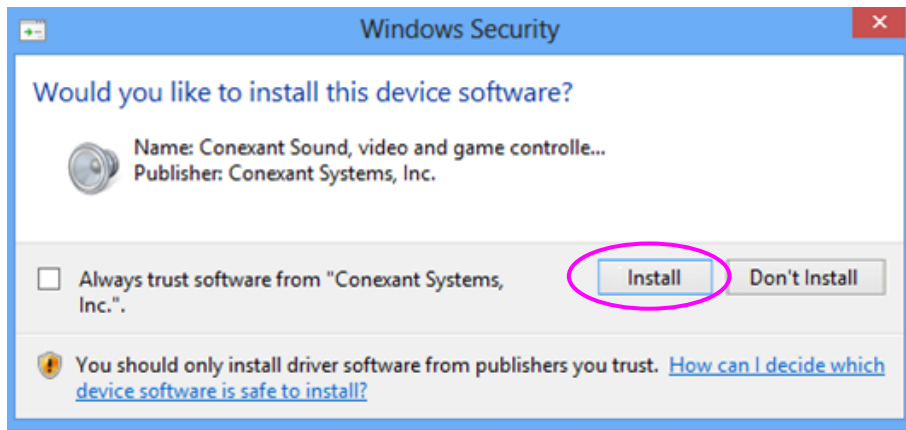 Windows Security
Would you like to install this device software?
Name: Conexant Sound, video and game controlle...
Publisher: Conexant Systems, Inc.
Always trust software from "Conexant Systems,
Inc.".
Install
Don't Install
You should only install driver software from publishers you trust. How can I decide which
device software is safe to install?